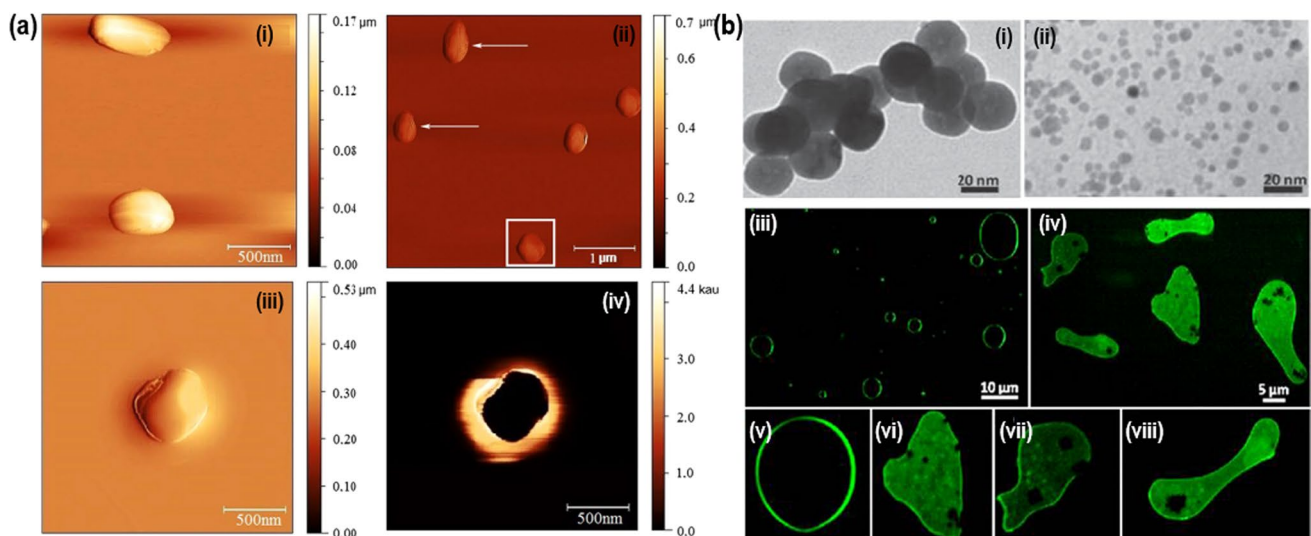 (a)
(i)
0.17 μm
0.12
0.08
0.04
0.00
500nm
(ii)
0.7 μm
0.4
0.2
0.0
1 μm
(iii)
0.53 μm
0.40
0.30
0.20
0.10
0.00
500nm
(iv)
4.4 kau
3.0
2.0
1.0
0.0
500nm
(b)
(i)
20 nm
(ii)
20 nm
(iii)
10 μm
(iv)
5 μm
(v)
(vi)
(vii)
(viii)